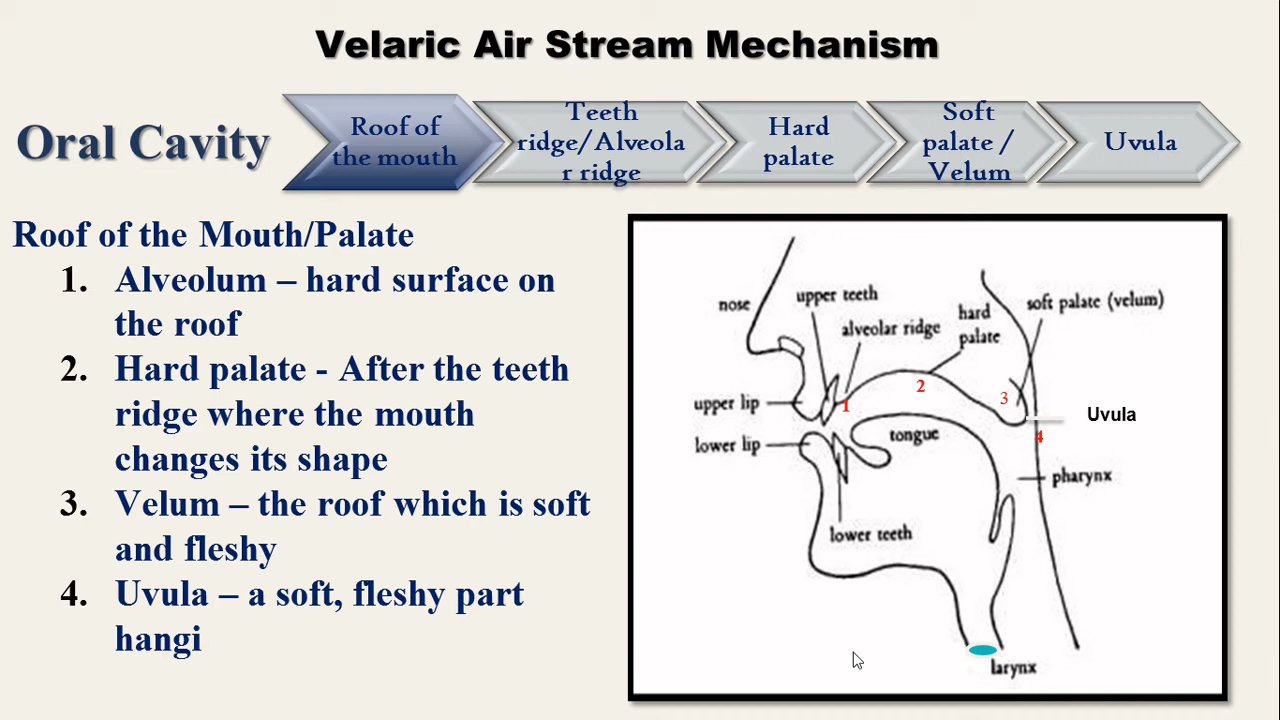 Velaric Air Stream Mechanism
Oral Cavity
Roof of
the mouth
Teeth
ridge/Alveola
r ridge
Hard
palate
Soft
palate /
Velum
Uvula
Roof of the Mouth/Palate
1. Alveolum – hard surface on
the roof
2. Hard palate - After the teeth
ridge where the mouth
changes its shape
3. Velum – the roof which is soft
and fleshy
4. Uvula – a soft, fleshy part
hangi
nose
upper teeth
alveolar ridge
hard
palate
soft palate (velum)
upper lip
1
2
3
Uvula
4
lower lip
tongue
pharynx
lower teeth
larynx